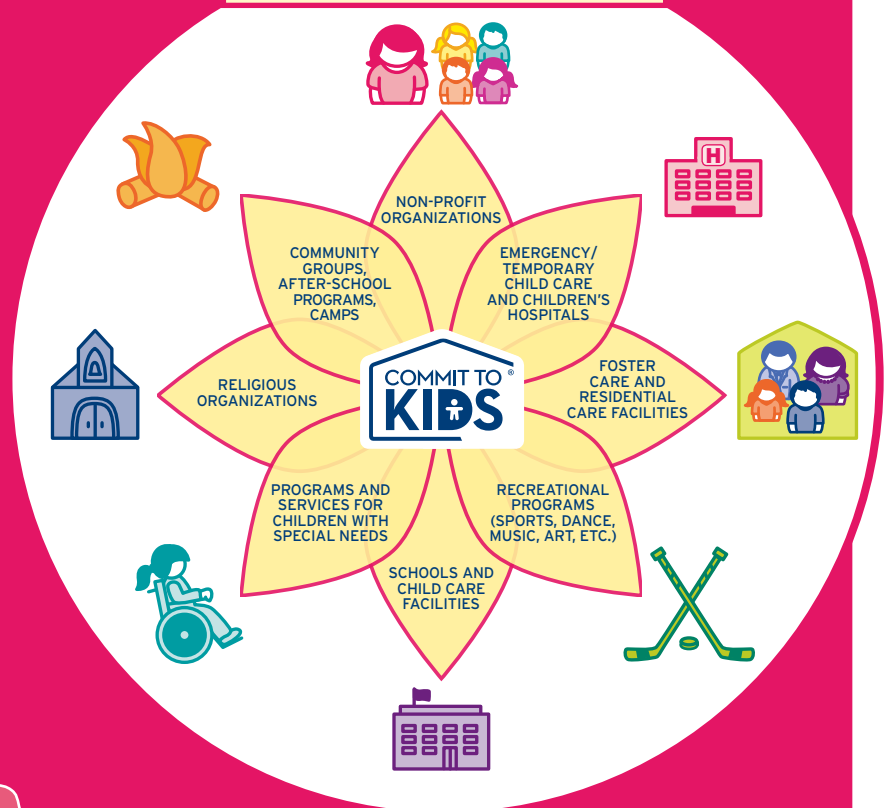 NON-PROFIT
ORGANIZATIONS
EMERGENCY/
TEMPORARY
CHILD CARE
AND CHILDREN'S
HOSPITALS
H
FOSTER
CARE AND
RESIDENTIAL
CARE FACILITIES
RECREATIONAL
PROGRAMS
(SPORTS, DANCE,
MUSIC, ART, ETC.)
SCHOOLS AND
CHILD CARE
FACILITIES
PROGRAMS AND
SERVICES FOR
CHILDREN WITH
SPECIAL NEEDS
RELIGIOUS
ORGANIZATIONS
COMMUNITY
GROUPS,
AFTER-SCHOOL
PROGRAMS,
CAMPS
COMMIT TO®
KIDS